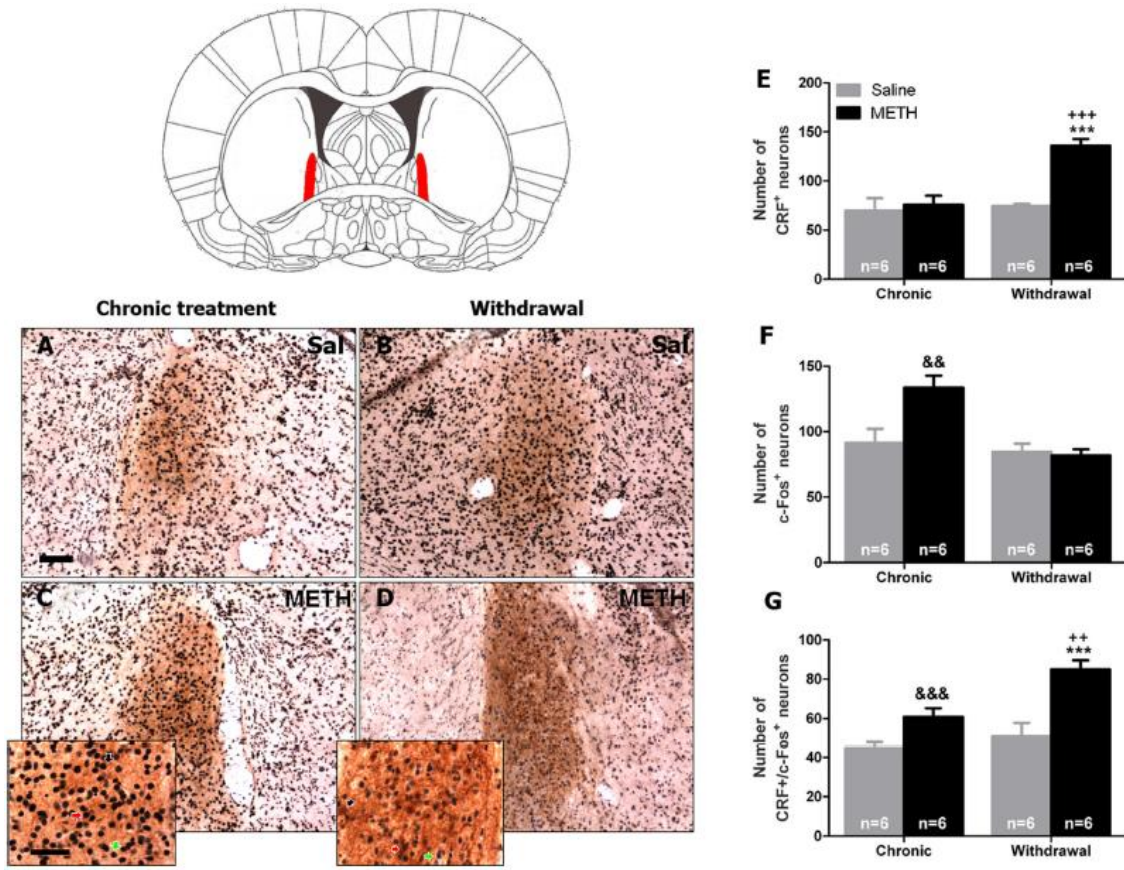 Chronic treatment
Withdrawal
A
Sal
B
Sal
C
METH
D
METH
E
Saline
METH
200
150
100
50
0
Number of
CRF⁺ neurons
+++
***
n=6
n=6
n=6
n=6
Chronic
Withdrawal
F
150
100
50
0
Number of
c-Fos⁺ neurons
&&
n=6
n=6
n=6
n=6
Chronic
Withdrawal
G
100
80
60
40
20
0
Number of
CRF+/c-Fos⁺ neurons
&&&
++
***
n=6
n=6
n=6
n=6
Chronic
Withdrawal